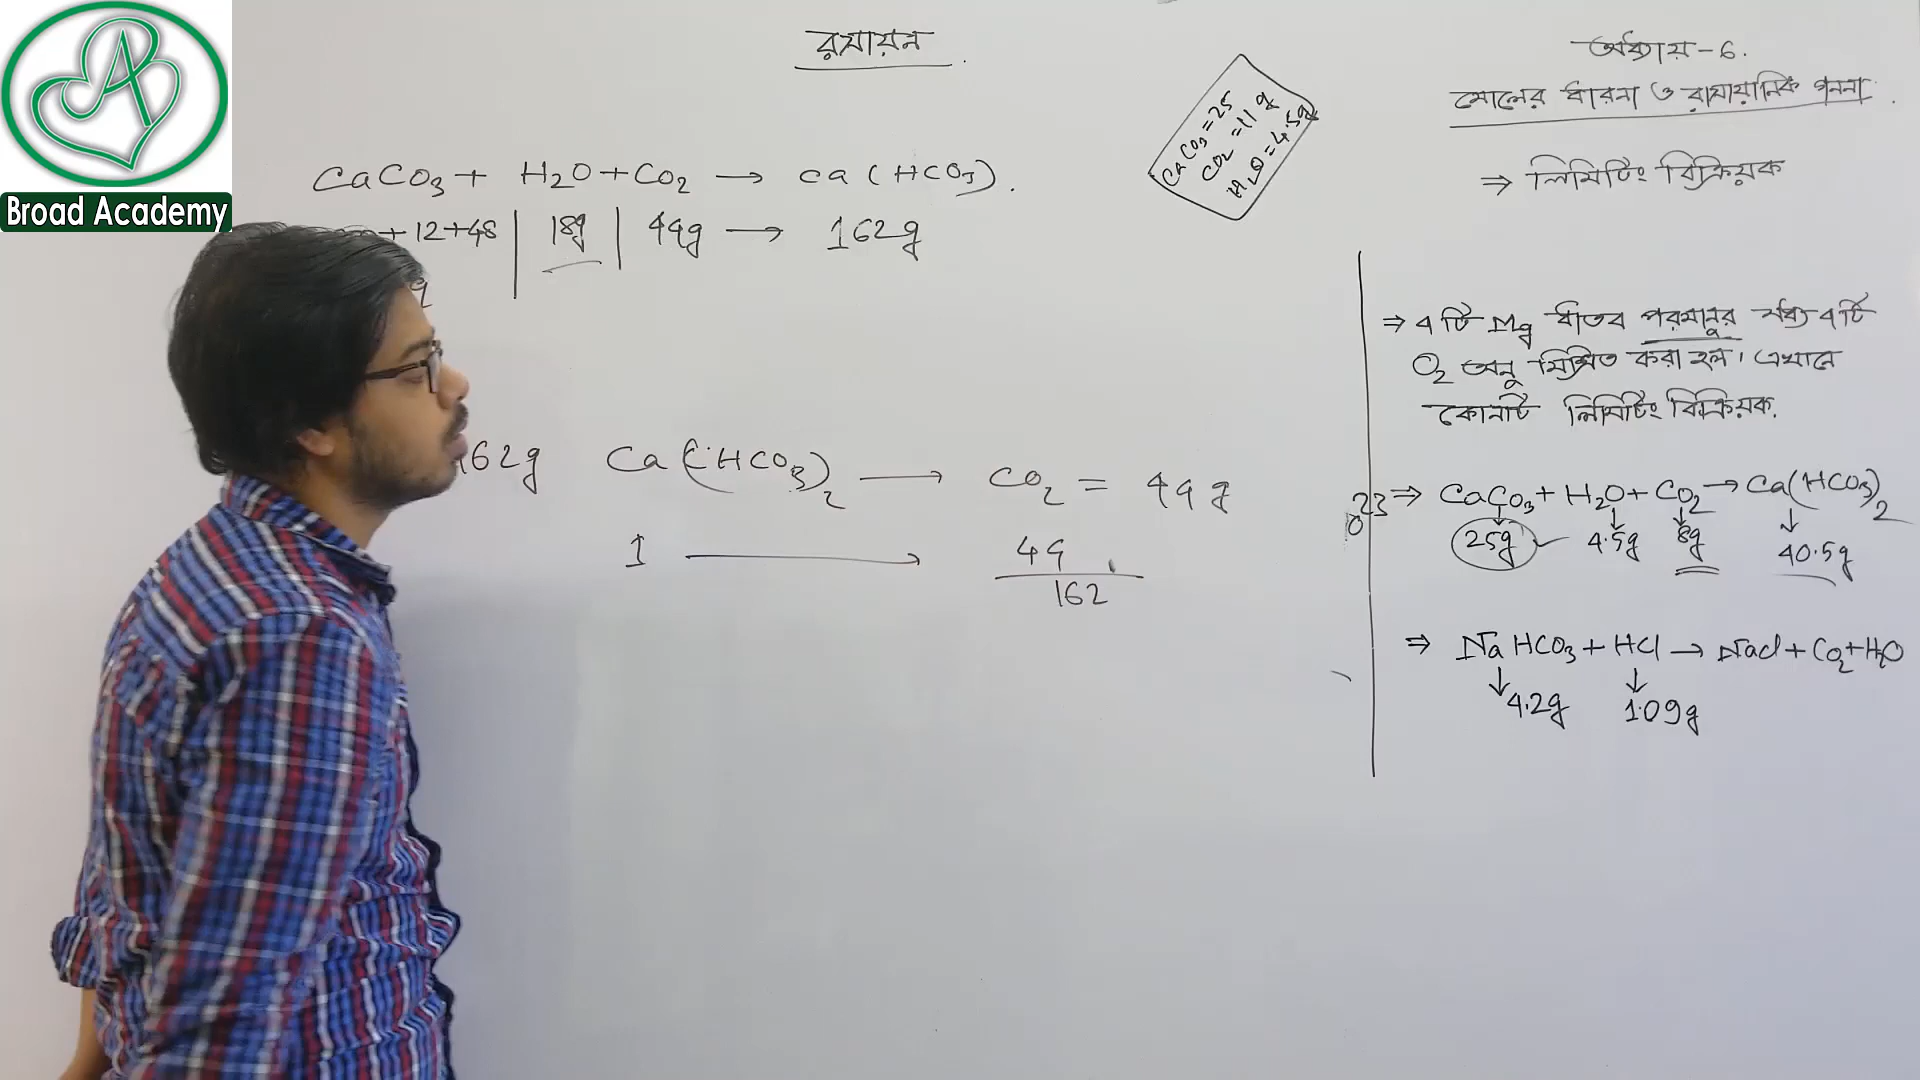 Broad Academy
রসায়ন
CaCO3 + H2O + CO2 → Ca(HCO3).
+ 12+48 | 18g | 44g → 162g
g
162g Ca(HCO3)2 → CO2 = 44g
1 → 44
162
CaCO3 = 25
CO2 = 11g
H2O = 4.5g
অধ্যায়-6.
মোলের ধারনা ও রাসায়নিক গননা.
⇒ লিমিটিং বিক্রিয়ক
⇒ 4টি Mg ধাতব পরমানুর মধ্যে 4টি
O2 অনু মিশ্রিত করা হল। এখানে
কোনটি লিমিটিং বিক্রিয়ক.
⇒ CaCO3 + H2O + CO2 → Ca(HCO3)2
25g 4.5g 8g 40.5g
⇒ NaHCO3 + HCl → NaCl + CO2 + H2O
4.2g 1.09g